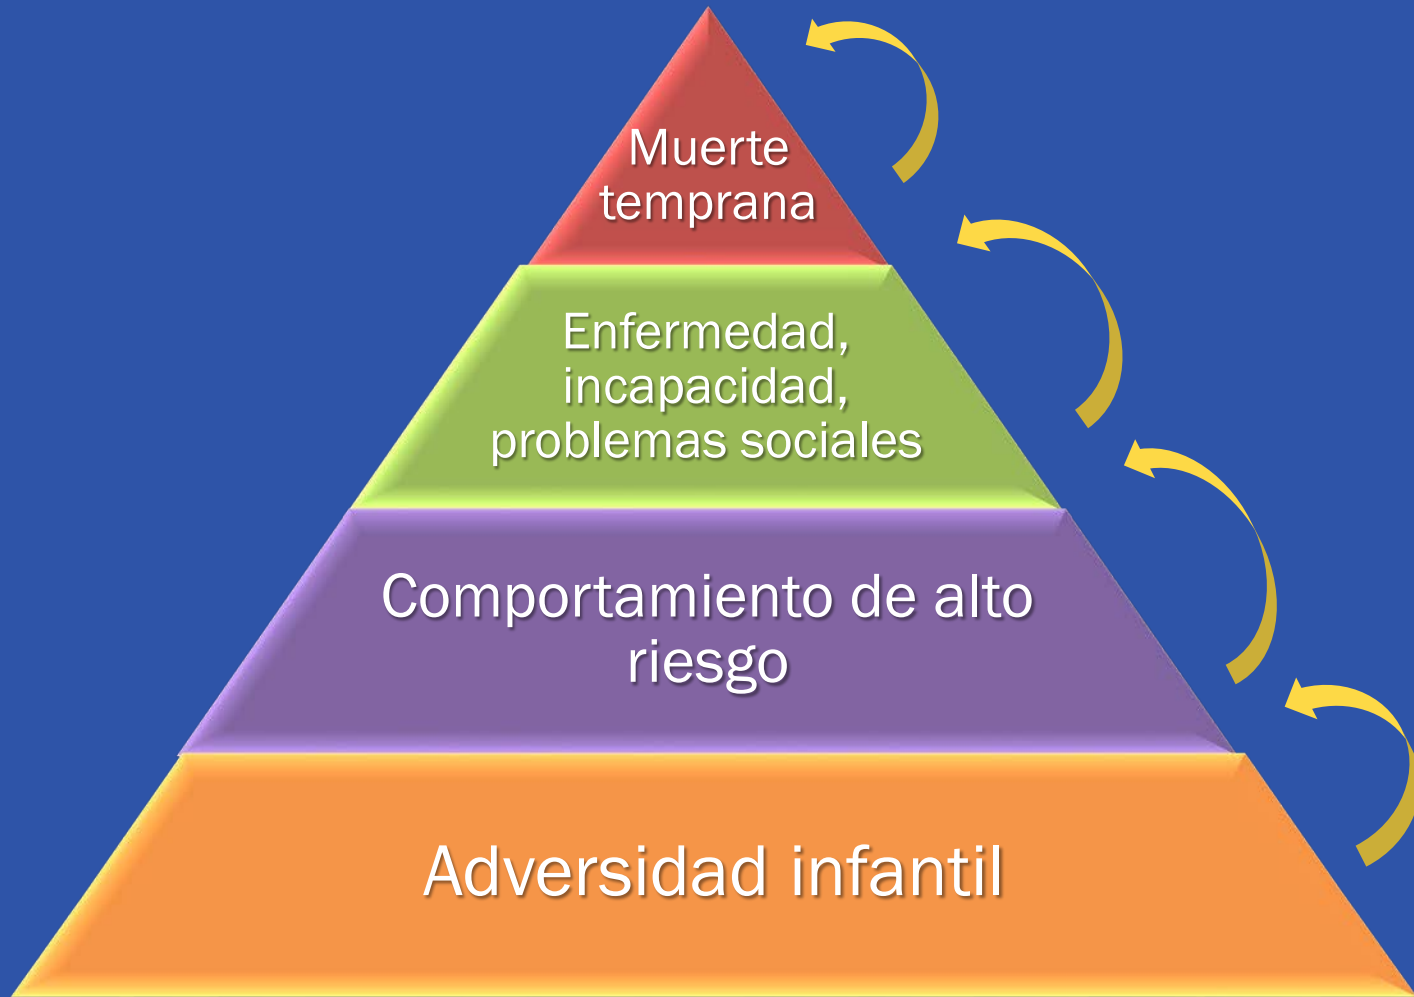 Muerte
temprana
Enfermedad,
incapacidad,
problemas sociales
Comportamiento de alto
riesgo
Adversidad infantil